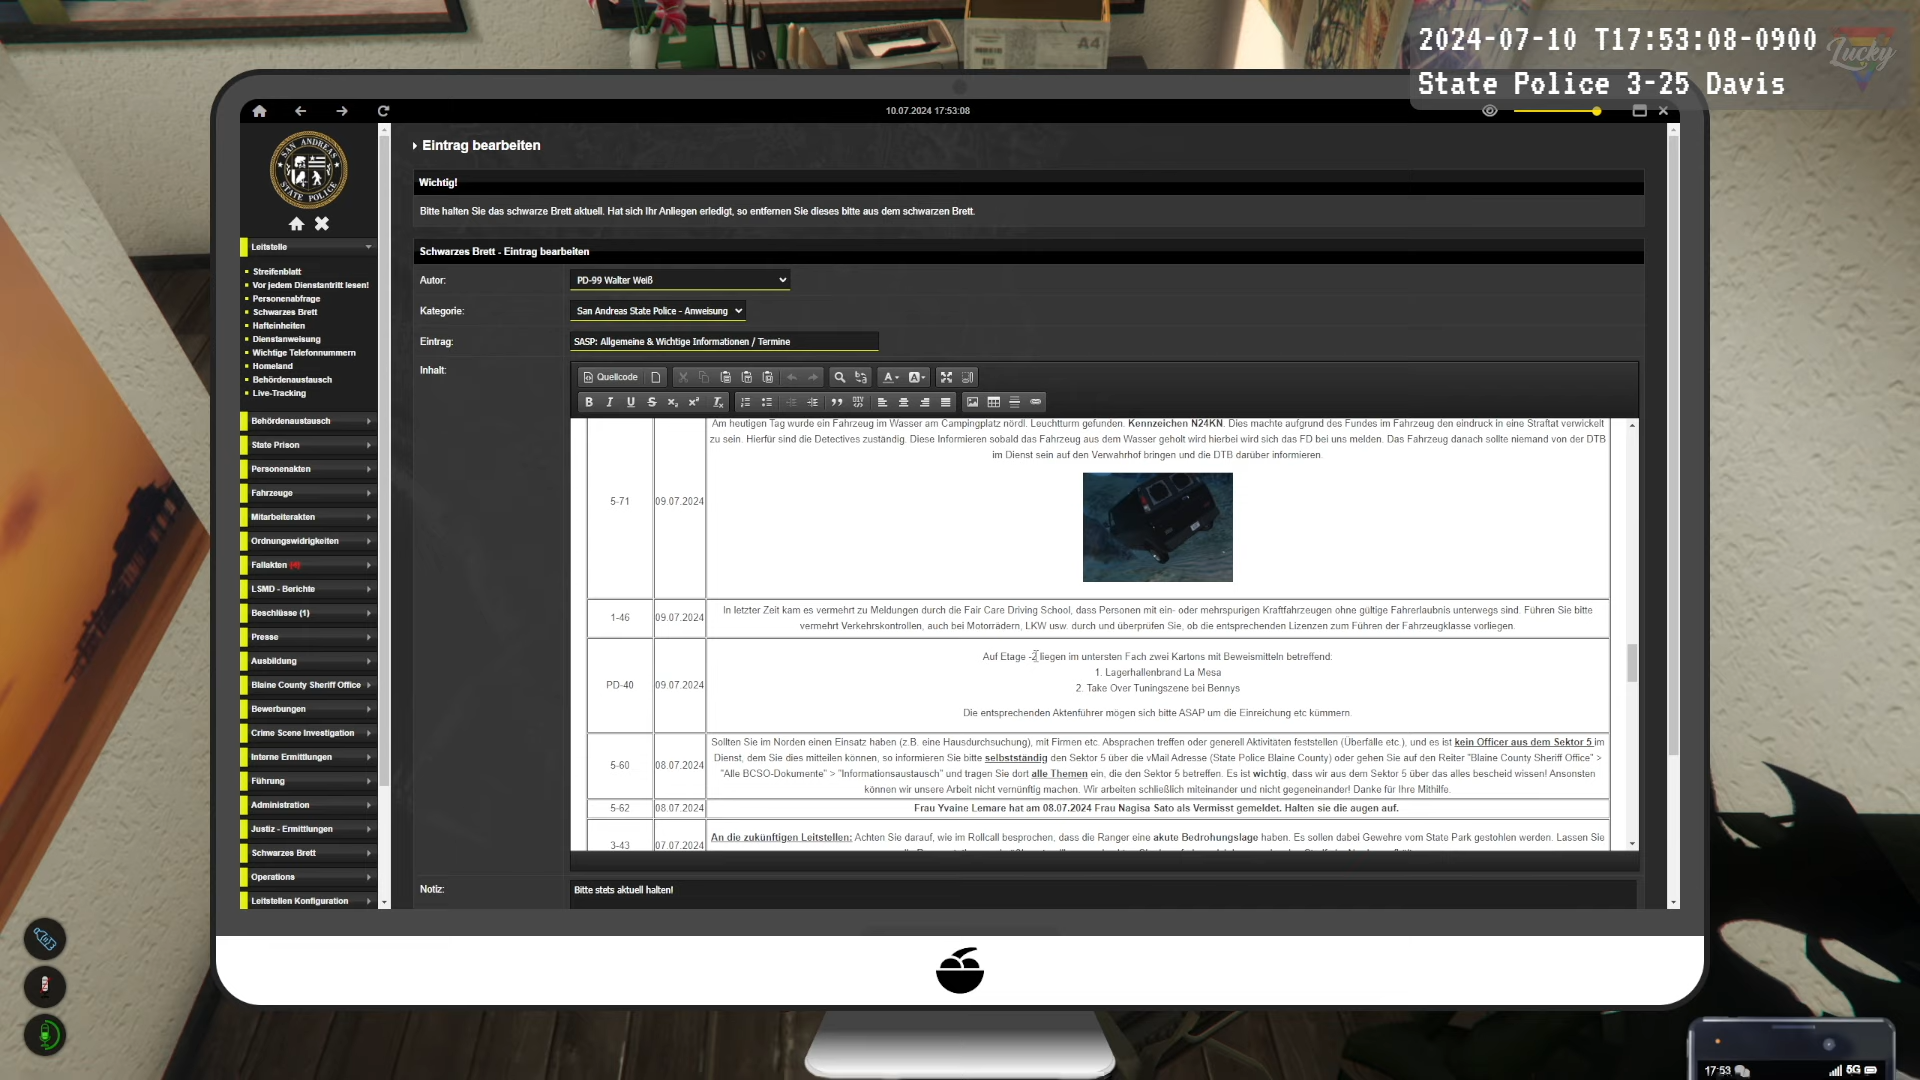 2024-07-10 T17:53:08-0900
State Police 3-25 Davis
Lucky
A4
10.07.2024 17:53:08
SAN ANDREAS
STATE POLICE
Leitstelle
Streifenblatt
Vor jedem Dienstantritt lesen!
Personenabfrage
Schwarzes Brett
Hafteinheiten
Dienstanweisung
Wichtige Telefonnummern
Homeland
Behördenaustausch
Live-Tracking
Behördenaustausch
State Prison
Personenakten
Fahrzeuge
Mitarbeiterakten
Ordnungswidrigkeiten
Fallakten
LSMD - Berichte
Beschlüsse (1)
Presse
Ausbildung
Blaine County Sheriff Office
Bewerbungen
Crime Scene Investigation
Interne Ermittlungen
Führung
Administration
Justiz - Ermittlungen
Schwarzes Brett
Operations
Leitstellen Konfiguration
Eintrag bearbeiten
Wichtig!
Bitte halten Sie das schwarze Brett aktuell. Hat sich Ihr Anliegen erledigt, so entfernen Sie dieses bitte aus dem schwarzen Brett.
Schwarzes Brett - Eintrag bearbeiten
Autor: PD-99 Walter Weiß
Kategorie: San Andreas State Police - Anweisung
Eintrag: SASP: Allgemeine & Wichtige Informationen / Termine
Inhalt:
Quellcode
5-71 09.07.2024
Am heutigen Tag wurde ein Fahrzeug im Wasser am Campingplatz nördl. Leuchtturm gefunden. Kennzeichen N24KN. Dies machte aufgrund des Fundes im Fahrzeug den eindruck in eine Straftat verwickelt
zu sein. Hierfür sind die Detectives zuständig. Diese Informieren sobald das Fahrzeug aus dem Wasser geholt wird hierbei wird sich das FD bei uns melden. Das Fahrzeug danach sollte niemand von der DTB
im Dienst sein auf den Verwahrhof bringen und die DTB darüber informieren.
1-46 09.07.2024
In letzter Zeit kam es vermehrt zu Meldungen durch die Fair Care Driving School, dass Personen mit ein- oder mehrspurigen Kraftfahrzeugen ohne gültige Fahrerlaubnis unterwegs sind. Führen Sie bitte
vermehrt Verkehrskontrollen, auch bei Motorrädern, LKW usw. durch und überprüfen Sie, ob die entsprechenden Lizenzen zum Führen der Fahrzeugklasse vorliegen.
PD-40 09.07.2024
Auf Etage -2 liegen im untersten Fach zwei Kartons mit Beweismitteln betreffend:
1. Lagerhallenbrand La Mesa
2. Take Over Tuningszene bei Bennys
Die entsprechenden Aktenführer mögen sich bitte ASAP um die Einreichung etc kümmern.
5-60 08.07.2024
Sollten Sie im Norden einen Einsatz haben (z.B. eine Hausdurchsuchung), mit Firmen etc. Absprachen treffen oder generell Aktivitäten feststellen (Überfälle etc.), und es ist kein Officer aus dem Sektor 5 im
Dienst, dem Sie dies mitteilen können, so informieren Sie bitte selbstständig den Sektor 5 über die vMail Adresse (State Police Blaine County) oder gehen Sie auf den Reiter "Blaine County Sheriff Office" >
"Alle BCSO-Dokumente" > "Informationsaustausch" und tragen Sie dort alle Themen ein, die den Sektor 5 betreffen. Es ist wichtig, dass wir aus dem Sektor 5 über das alles bescheid wissen! Ansonsten
können wir unsere Arbeit nicht vernünftig machen. Wir arbeiten schließlich miteinander und nicht gegeneinander! Danke für Ihre Mithilfe.
5-62 08.07.2024 Frau Yvaine Lemare hat am 08.07.2024 Frau Nagisa Sato als Vermisst gemeldet. Halten sie die augen auf.
3-43 07.07.2024
An die zukünftigen Leitstellen: Achten Sie darauf, wie im Rollcall besprochen, dass die Ranger eine akute Bedrohungslage haben. Es sollen dabei Gewehre vom State Park gestohlen werden. Lassen Sie
Notiz: Bitte stets aktuell halten!
17:53
5G